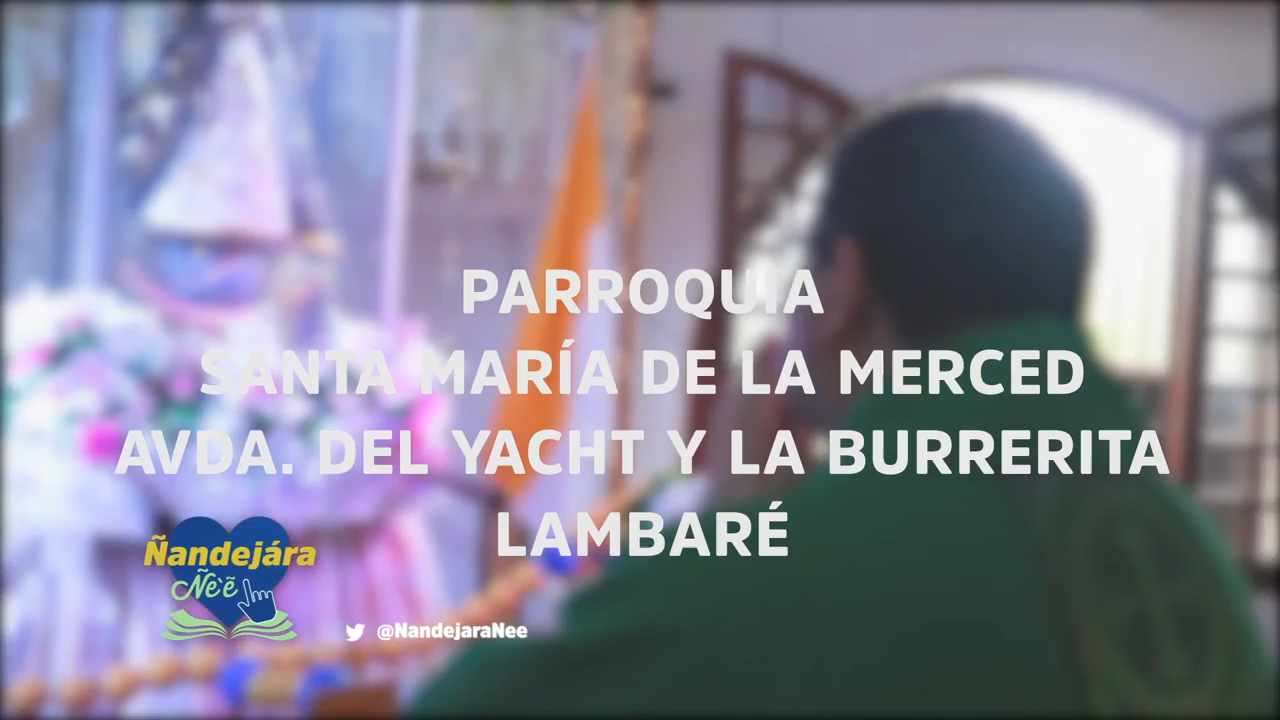 PARROQUIA
SANTA MARÍA DE LA MERCED
AVDA. DEL YACHT Y LA BURRERITA
LAMBARÉ
Ñandejára
Ñe'ẽ
@NandejaraNee